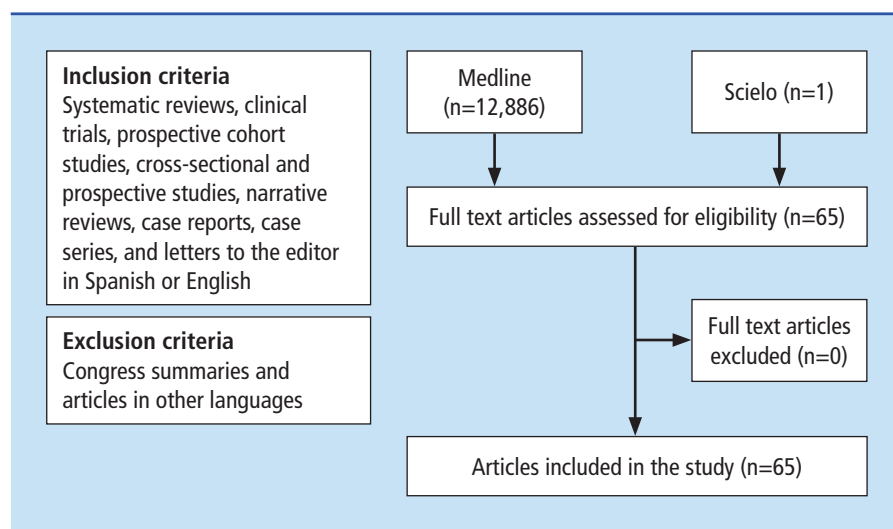 Inclusion criteria
Systematic reviews, clinical
trials, prospective cohort
studies, cross-sectional and
prospective studies, narrative
reviews, case reports, case
series, and letters to the editor
in Spanish or English
Exclusion criteria
Congress summaries and
articles in other languages
Medline
(n=12,886)
Scielo (n=1)
Full text articles assessed for eligibility (n=65)
Full text articles
excluded (n=0)
Articles included in the study (n=65)